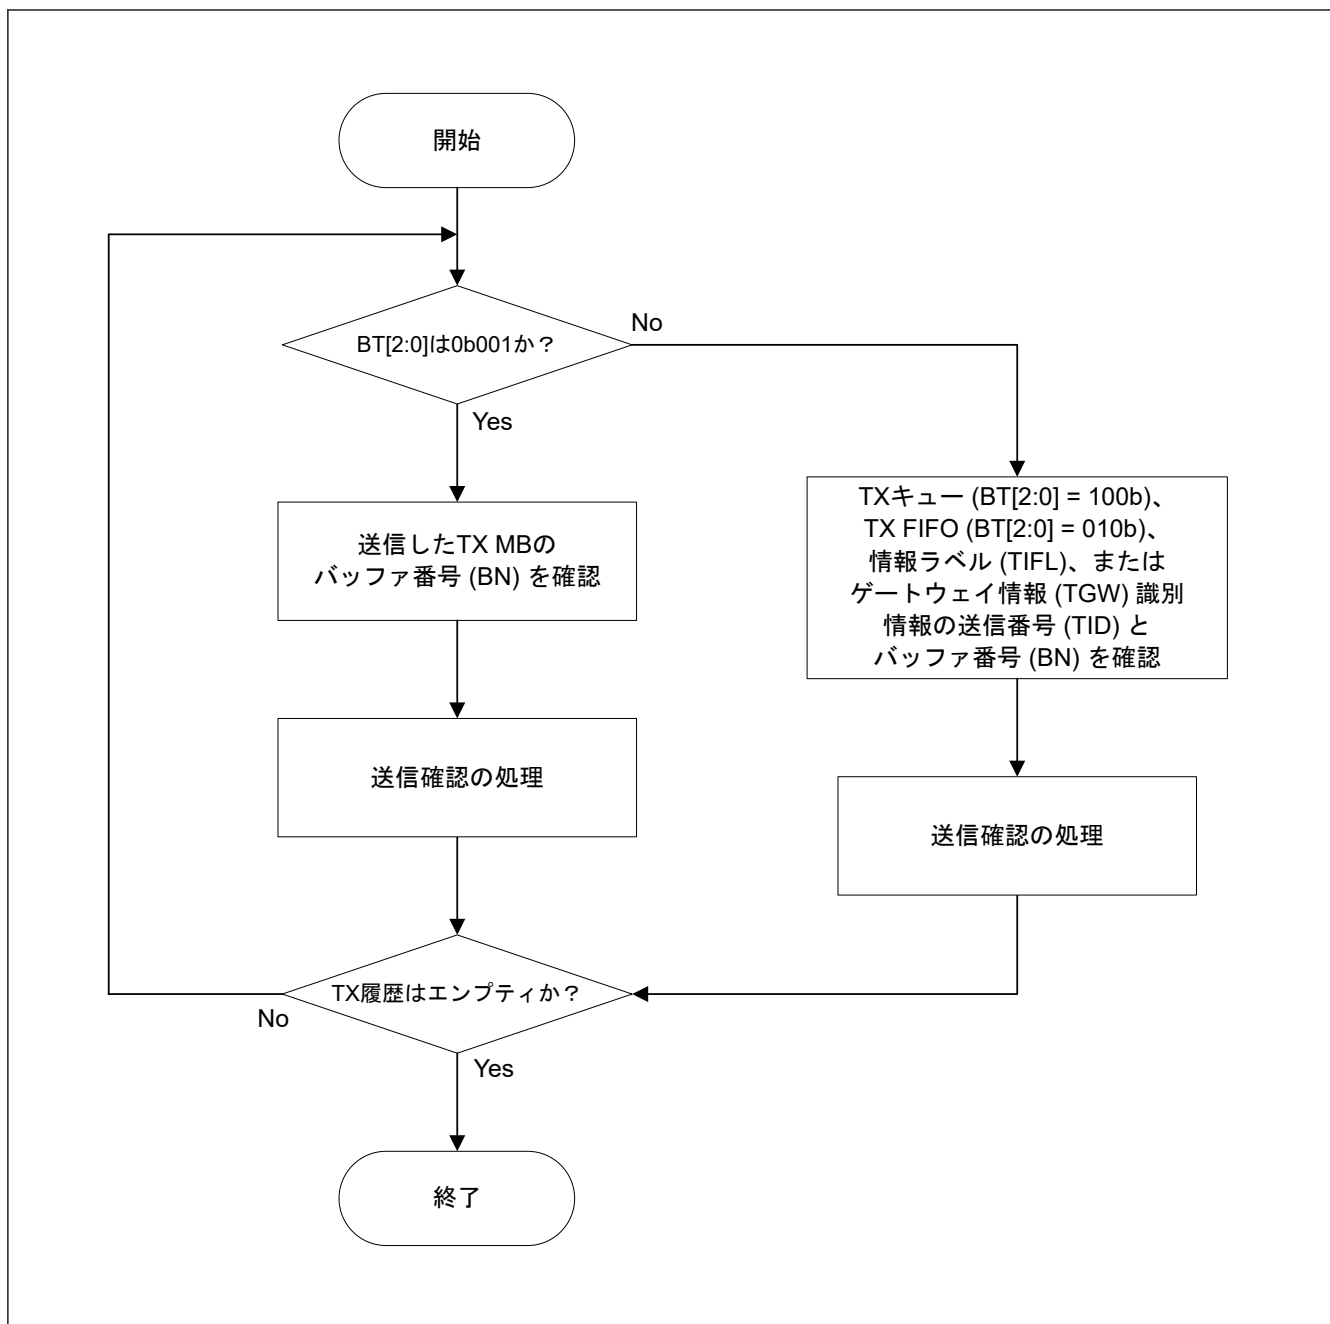 開始
BT[2:0]は0b001か？
No
Yes
送信したTX MBの
バッファ番号 (BN) を確認
TXキュー (BT[2:0] = 100b)、
TX FIFO (BT[2:0] = 010b)、
情報ラベル (TIFL)、または
ゲートウェイ情報 (TGW) 識別
情報の送信番号 (TID) と
バッファ番号 (BN) を確認
送信確認の処理
送信確認の処理
TX履歴はエンプティか？
No
Yes
終了